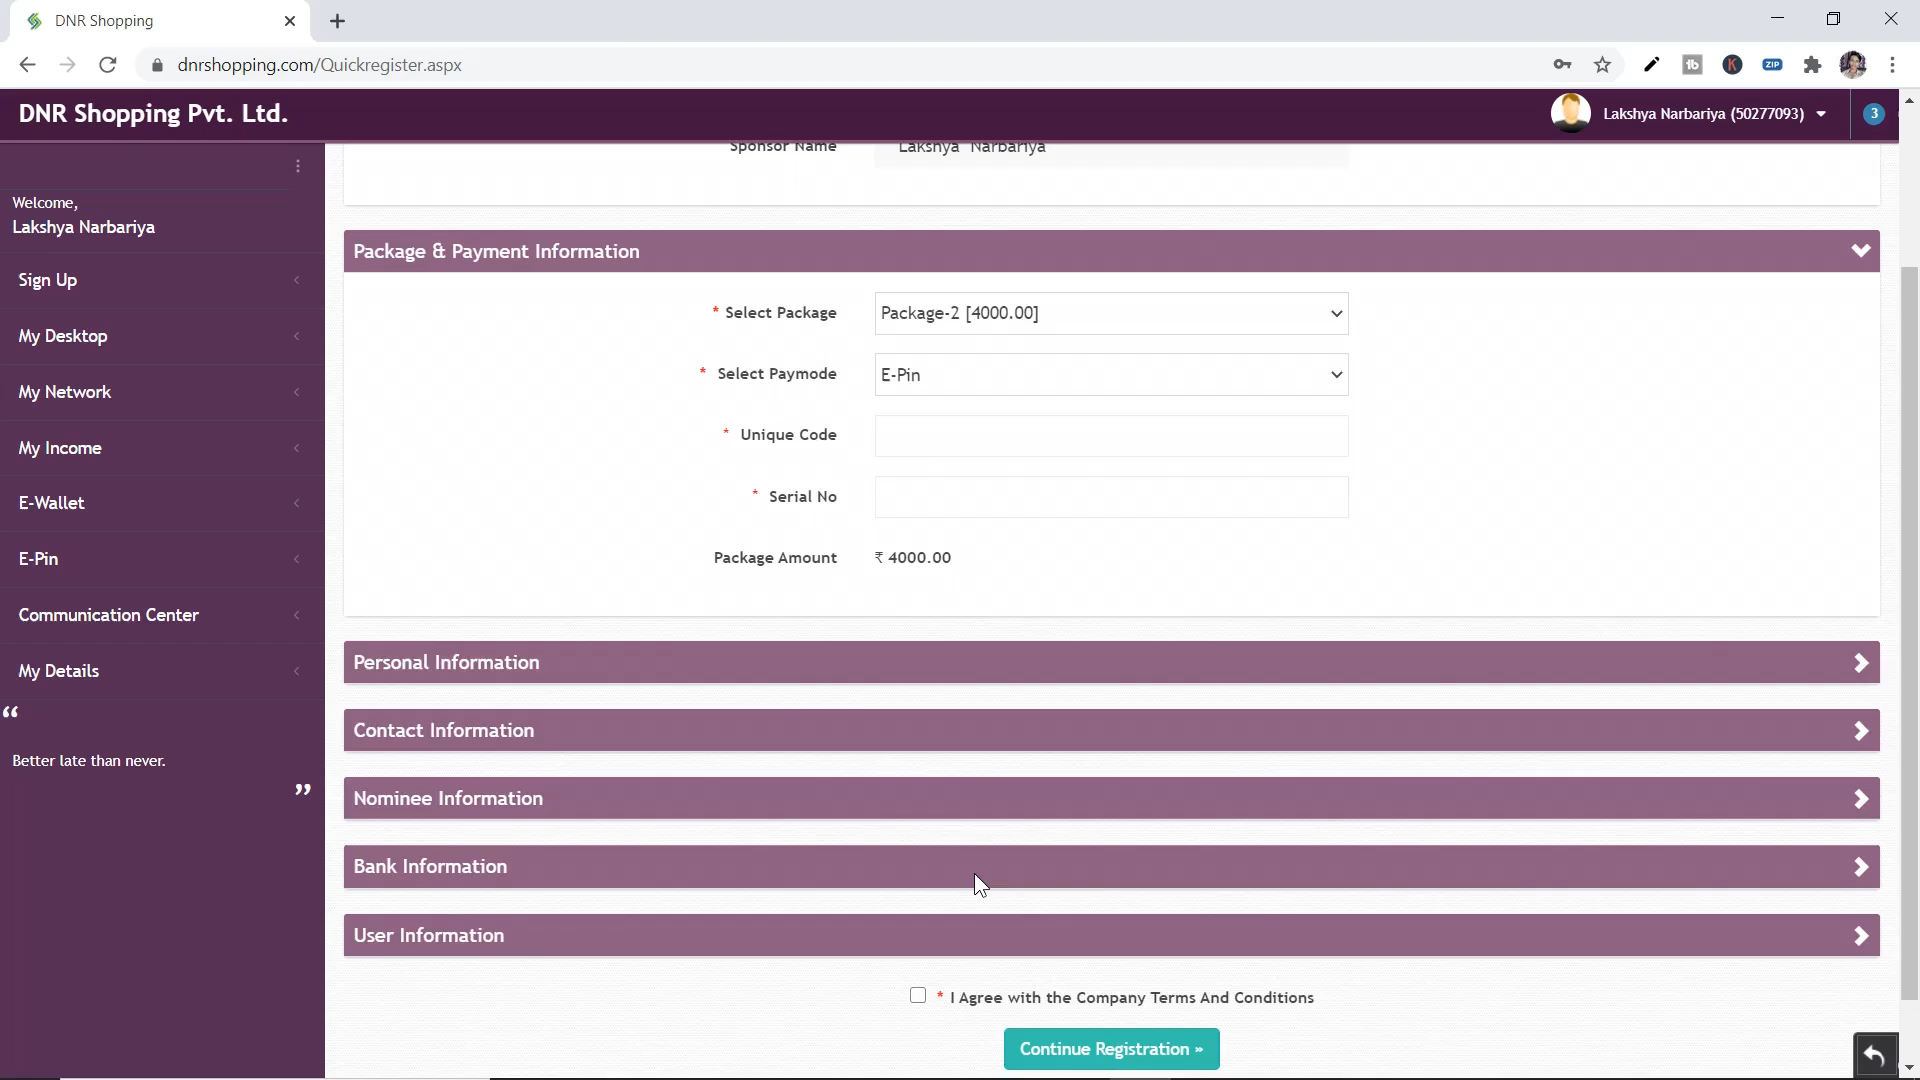 DNR Shopping
dnrshopping.com/Quickregister.aspx
DNR Shopping Pvt. Ltd.
Lakshya Narbariya (50277093)
3
Welcome,
Lakshya Narbariya
Sign Up
My Desktop
My Network
My Income
E-Wallet
E-Pin
Communication Center
My Details
“
Better late than never.
”
Sponsor Name Lakshya Narbariya
Package & Payment Information
* Select Package Package-2 [4000.00]
* Select Paymode E-Pin
* Unique Code
* Serial No
Package Amount ₹ 4000.00
Personal Information
Contact Information
Nominee Information
Bank Information
User Information
* I Agree with the Company Terms And Conditions
Continue Registration »
K
ZIP